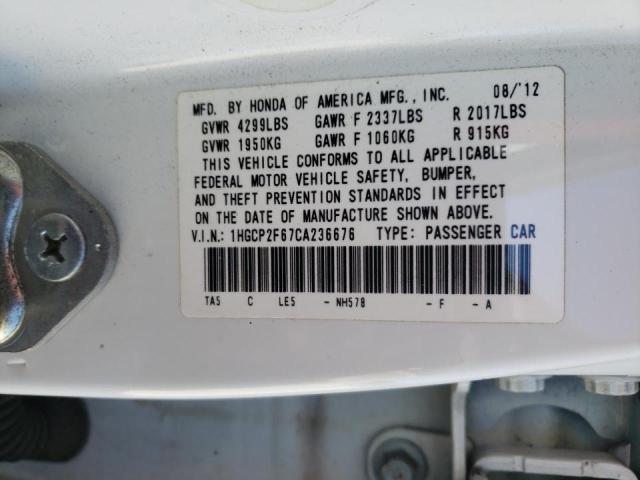 MFD. BY HONDA OF AMERICA MFG., INC. 08/'12
GVWR 4299LBS GAWR F 2337LBS R 2017LBS
GVWR 1950KG GAWR F 1060KG R 915KG
THIS VEHICLE CONFORMS TO ALL APPLICABLE
FEDERAL MOTOR VEHICLE SAFETY, BUMPER,
AND THEFT PREVENTION STANDARDS IN EFFECT
ON THE DATE OF MANUFACTURE SHOWN ABOVE.
V.I.N.: 1HGCP2F67CA236676 TYPE: PASSENGER CAR
TA5 C LE5 - NH578 - F - A